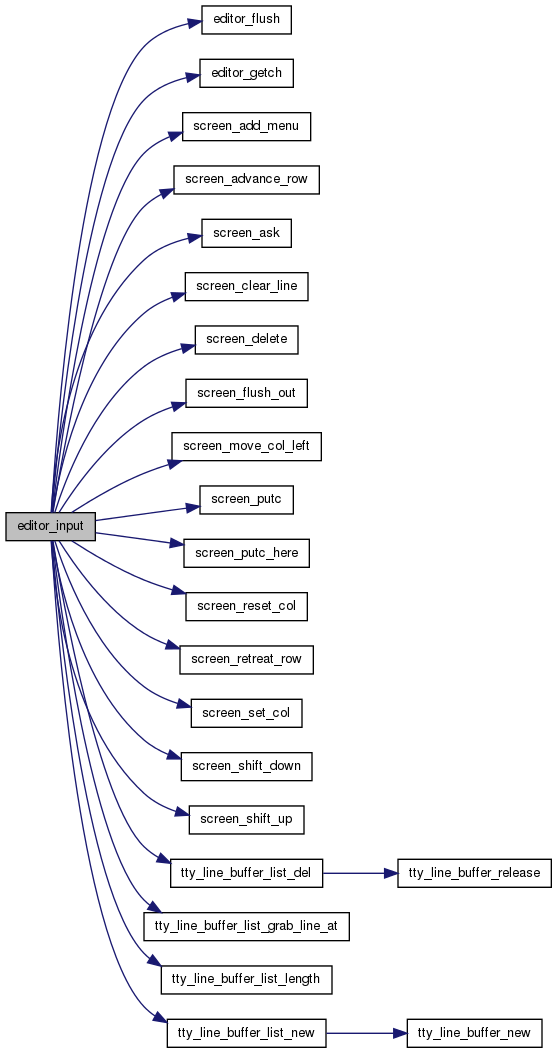 editor_flush
editor_getch
screen_add_menu
screen_advance_row
screen_ask
screen_clear_line
screen_delete
screen_flush_out
screen_move_col_left
screen_putc
editor_input
screen_putc_here
screen_reset_col
screen_retreat_row
screen_set_col
screen_shift_down
screen_shift_up
tty_line_buffer_list_del
tty_line_buffer_release
tty_line_buffer_list_grab_line_at
tty_line_buffer_list_length
tty_line_buffer_list_new
tty_line_buffer_new